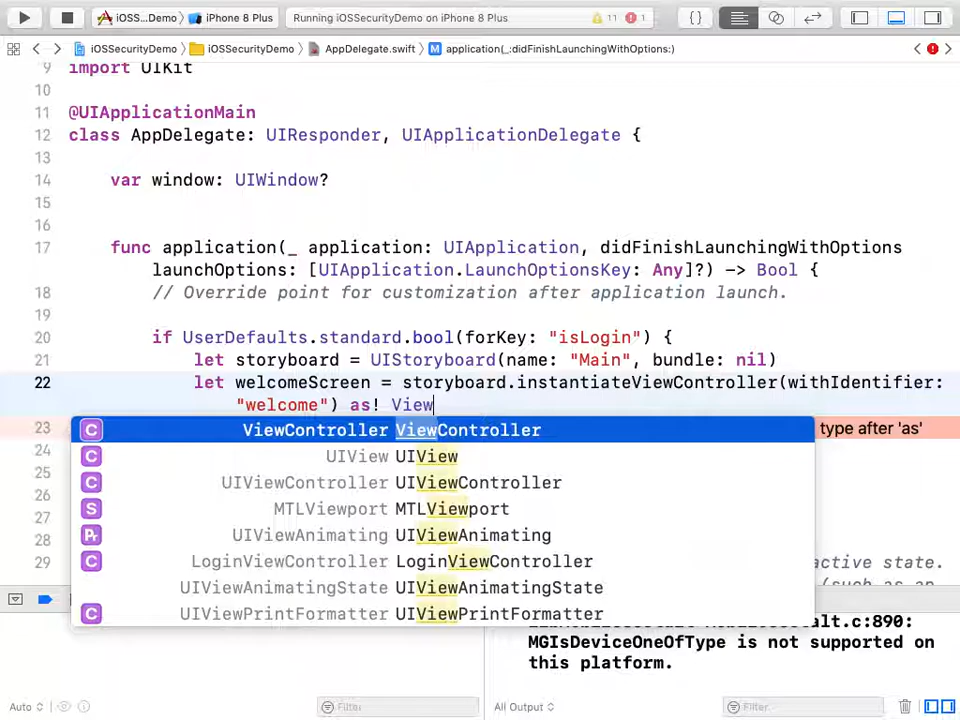 iOSS...Demo iPhone 8 Plus Running iOSSecurityDemo on iPhone 8 Plus 11 1
iOSSecurityDemo iOSSecurityDemo AppDelegate.swift M application(_:didFinishLaunchingWithOptions:)
9 import UIKit
10
11 @UIApplicationMain
12 class AppDelegate: UIResponder, UIApplicationDelegate {
13
14 var window: UIWindow?
15
16
17 func application(_ application: UIApplication, didFinishLaunchingWithOptions
launchOptions: [UIApplication.LaunchOptionsKey: Any]?) -> Bool {
18 // Override point for customization after application launch.
19
20 if UserDefaults.standard.bool(forKey: "isLogin") {
21 let storyboard = UIStoryboard(name: "Main", bundle: nil)
22 let welcomeScreen = storyboard.instantiateViewController(withIdentifier:
"welcome") as! View
23 type after 'as'
C ViewController ViewController
24
C UIView UIView
25
C UIViewController UIViewController
26
S MTLViewport MTLViewport
27
Pr UIViewAnimating UIViewAnimating
28
C LoginViewController LoginViewController
29 active state.
UIViewAnimatingState UIViewAnimatingState
(such as an
C UIViewPrintFormatter UIViewPrintFormatter
alt.c:890:
MGIsDeviceOneOfType is not supported on
this platform.
Auto Filter All Output Filter